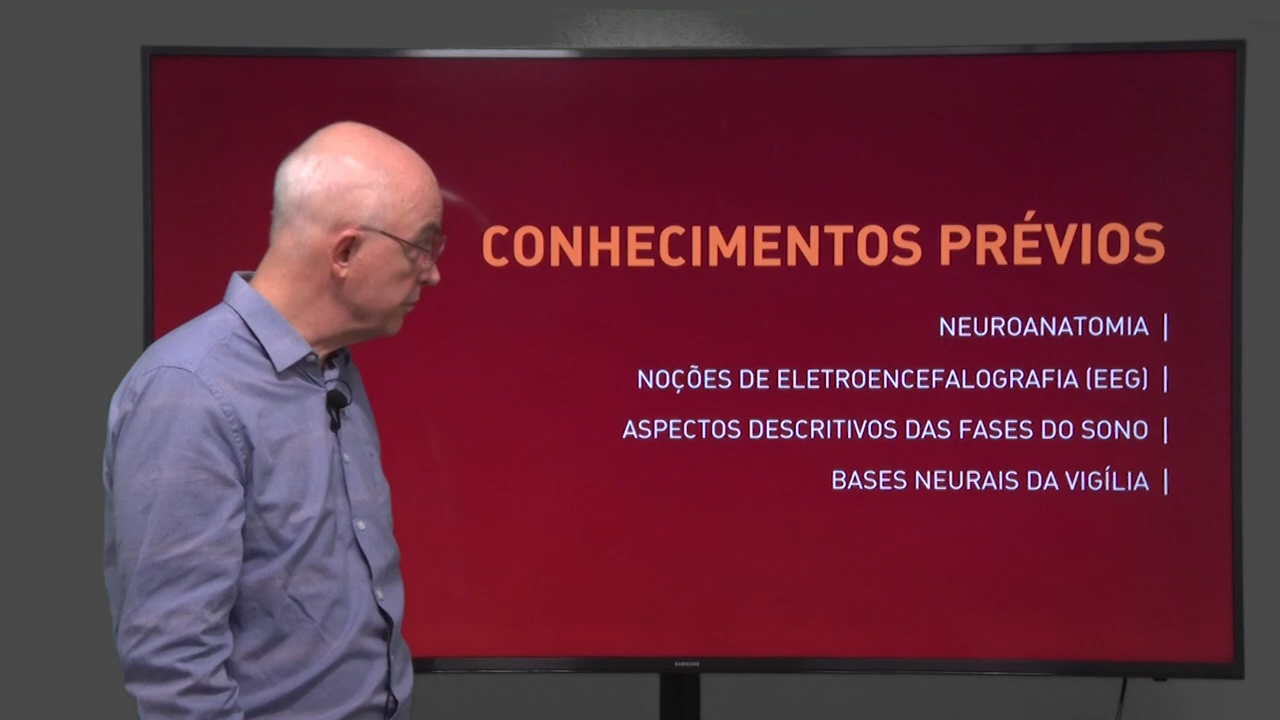 CONHECIMENTOS PRÉVIOS
NEUROANATOMIA |
NOÇÕES DE ELETROENCEFALOGRAFIA (EEG) |
ASPECTOS DESCRITIVOS DAS FASES DO SONO |
BASES NEURAIS DA VIGÍLIA |
SAMSUNG